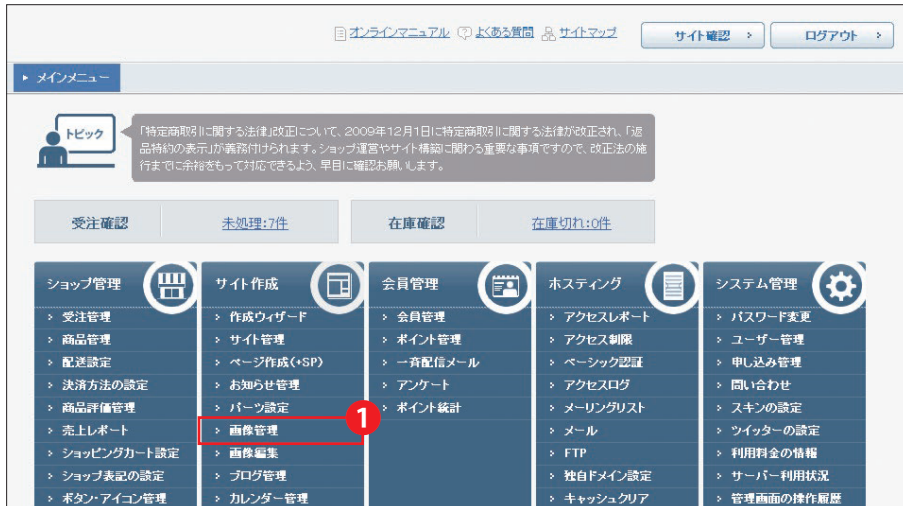 オンラインマニュアル よくある質問 サイトマップ サイト確認 ログアウト
メインメニュー
トピック
「特定商取引に関する法律」改正について、2009年12月1日に特定商取引に関する法律が改正され、「返
品特約の表示」が義務付けられます。ショップ運営やサイト構築に関わる重要な事項ですので、改正法の施
行までに余裕をもって対応できるよう、早目に確認お願いします。
受注確認 未処理:7件 在庫確認 在庫切れ:0件
ショップ管理
受注管理
商品管理
配送設定
決済方法の設定
商品評価管理
売上レポート
ショッピングカート設定
ショップ表記の設定
ボタン・アイコン管理
サイト作成
作成ウィザード
サイト管理
ページ作成(+SP)
お知らせ管理
パーツ設定
1
画像管理
画像編集
ブログ管理
カレンダー管理
会員管理
会員管理
ポイント管理
一斉配信メール
アンケート
ポイント統計
ホスティング
アクセスレポート
アクセス制限
ベーシック認証
アクセスログ
メーリングリスト
メール
FTP
独自ドメイン設定
キャッシュクリア
システム管理
パスワード変更
ユーザー管理
申し込み管理
問い合わせ
スキンの設定
ツイッターの設定
利用料金の情報
サーバー利用状況
管理画面の操作履歴